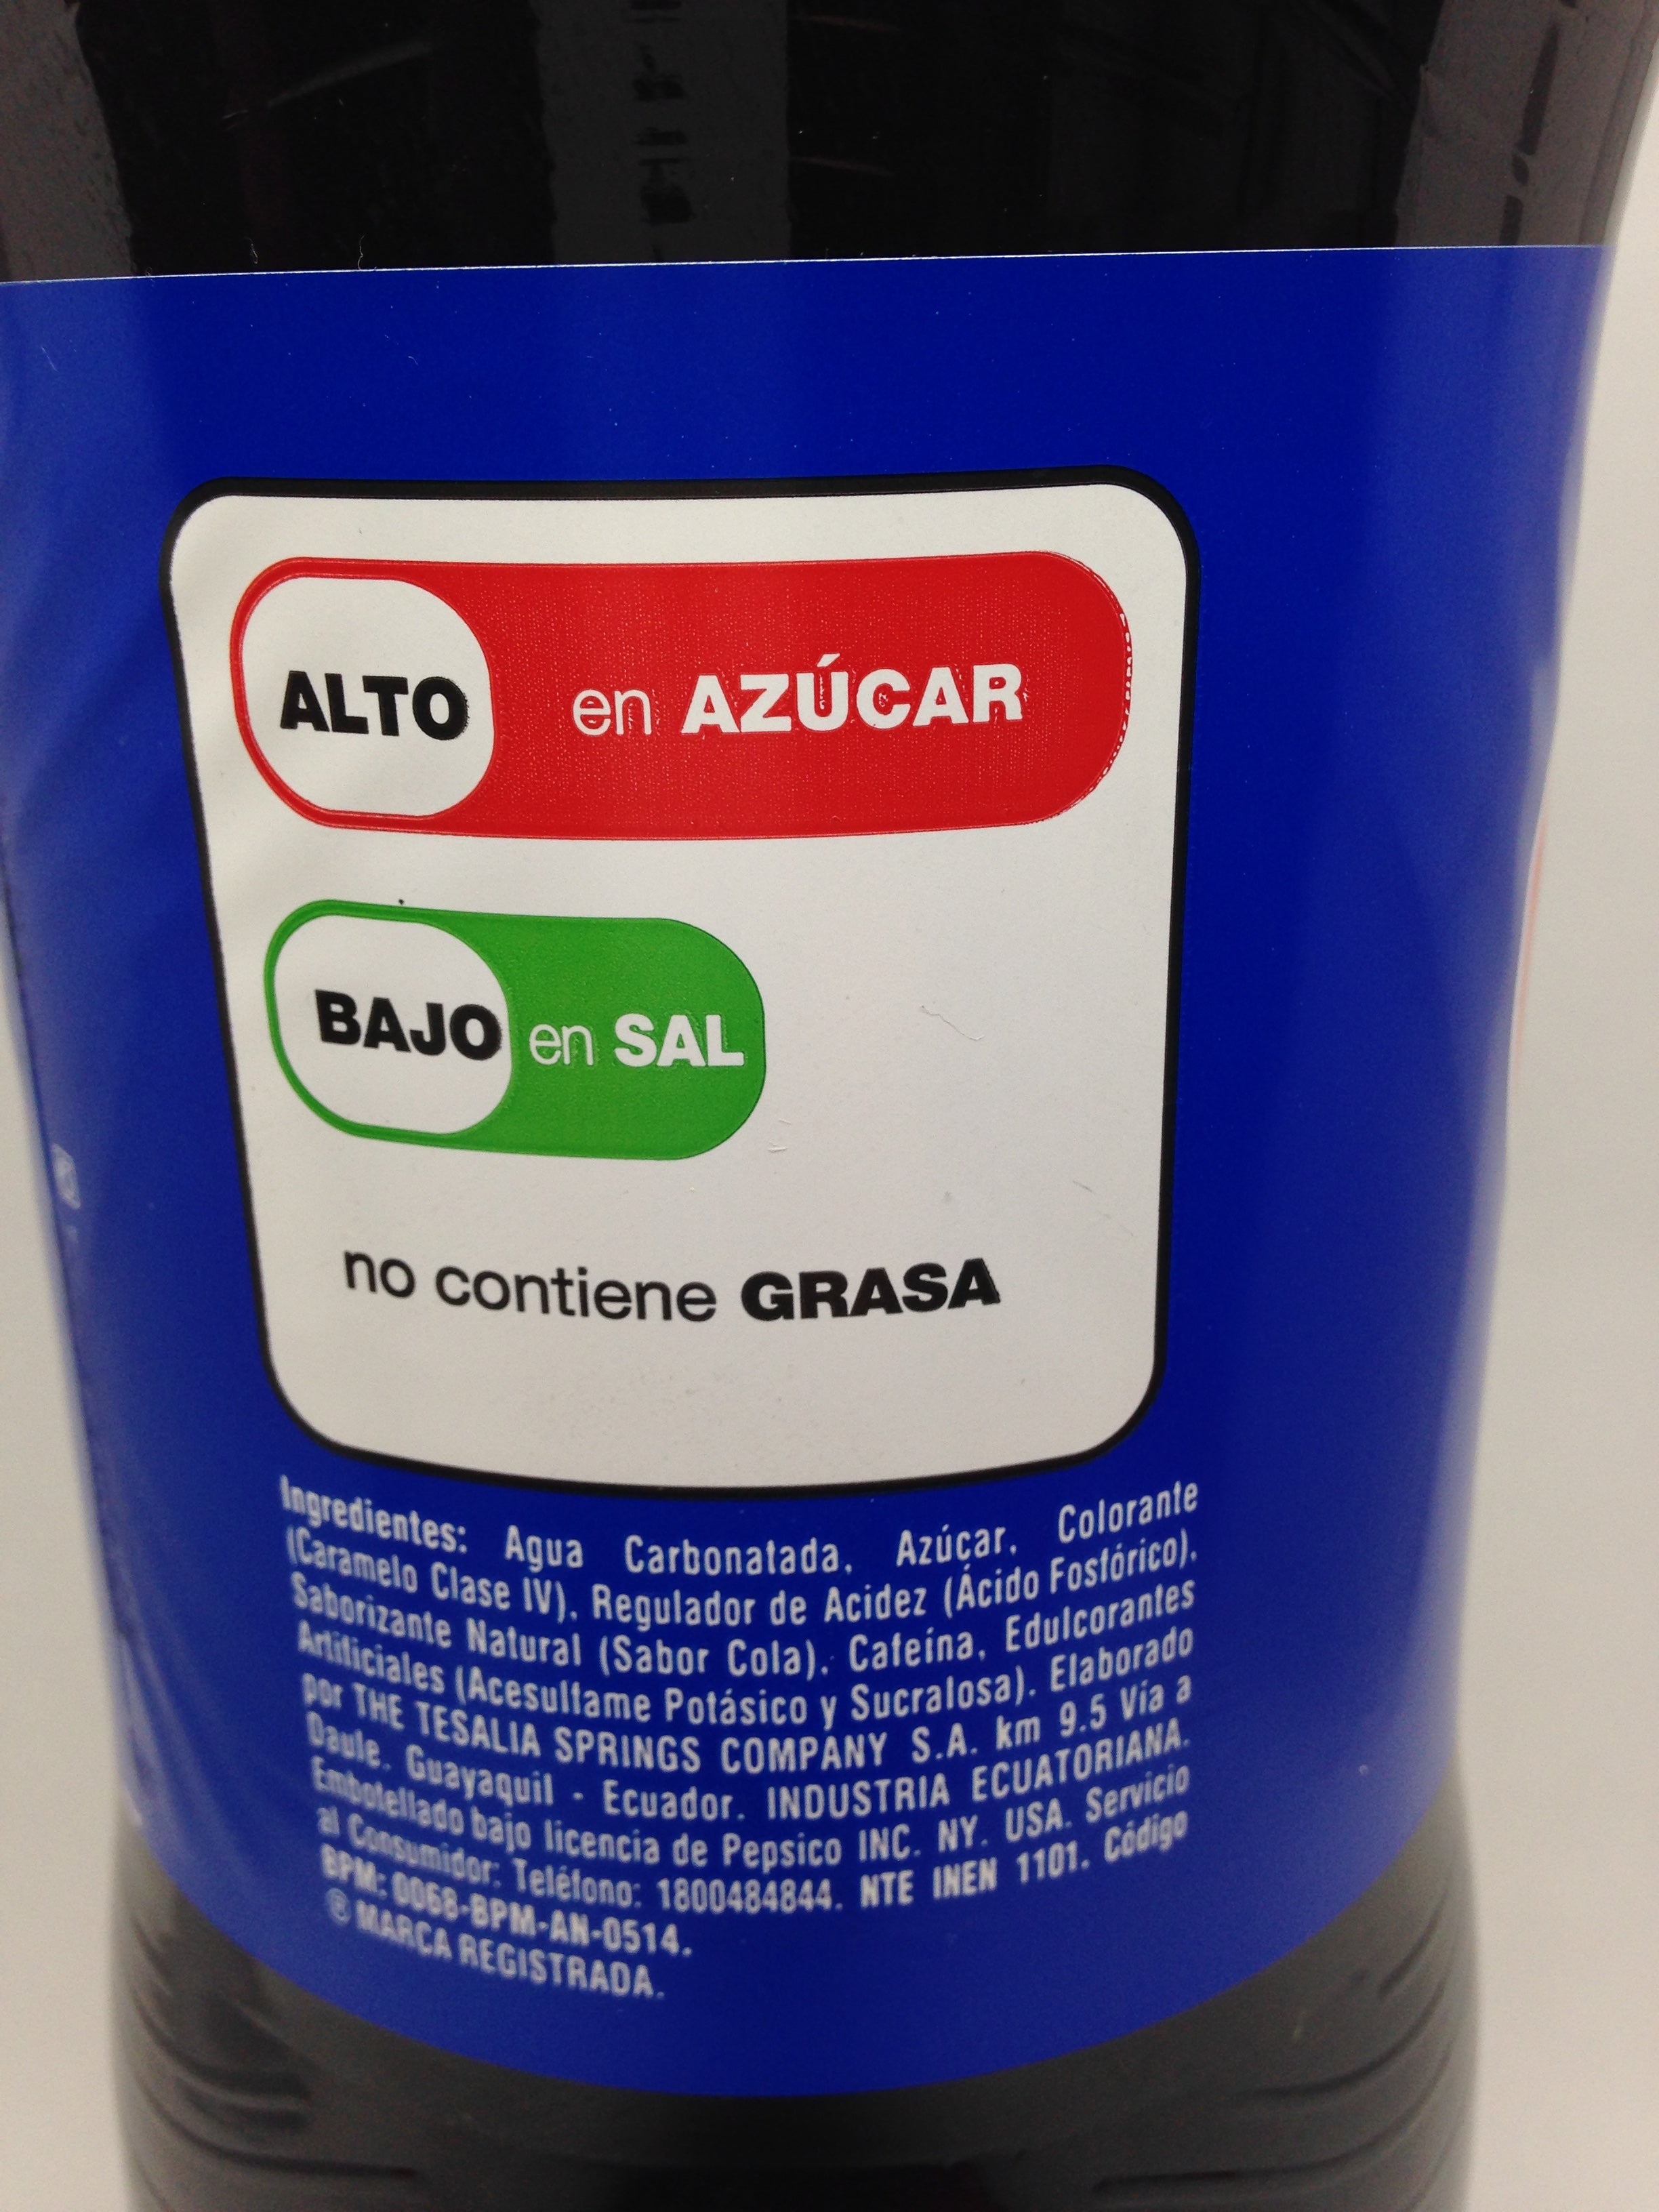 ALTO en AZÚCAR
BAJO en SAL
no contiene GRASA
Ingredientes: Agua Carbonatada, Azúcar, Colorante
(Caramelo Clase IV), Regulador de Acidez (Ácido Fosfórico),
Saborizante Natural (Sabor Cola), Cafeína, Edulcorantes
Artificiales (Acesulfame Potásico y Sucralosa). Elaborado
por THE TESALIA SPRINGS COMPANY S.A. km 9.5 Vía a
Daule. Guayaquil - Ecuador. INDUSTRIA ECUATORIANA.
Embotellado bajo licencia de Pepsico INC. NY. USA. Servicio
al Consumidor: Teléfono: 1800484844. NTE INEN 1101. Código
BPM: 0068-BPM-AN-0514.
® MARCA REGISTRADA.